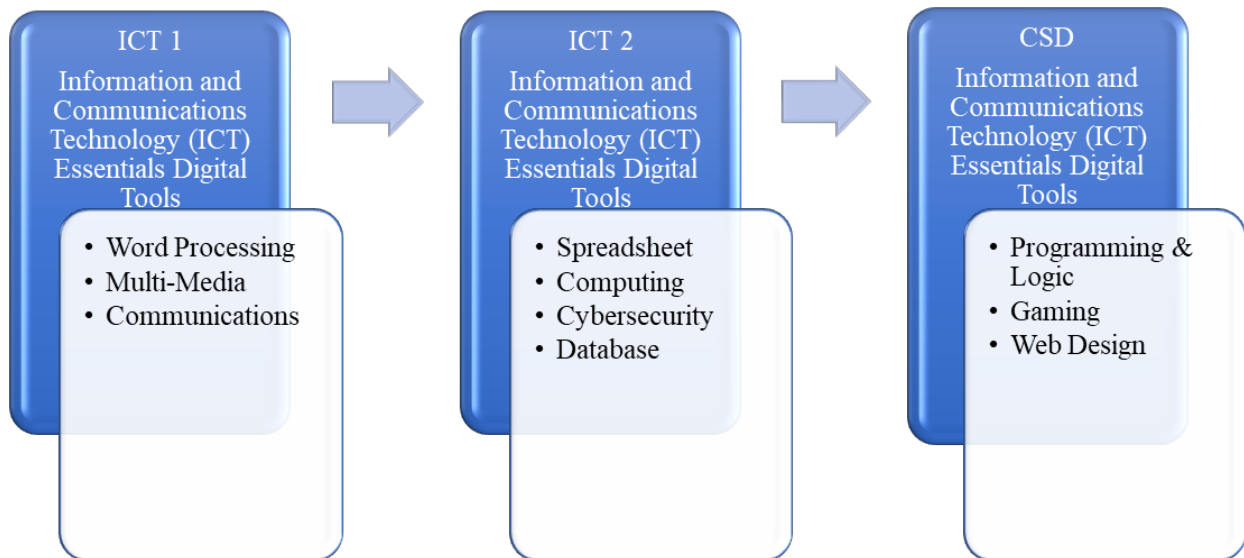 ICT 1
Information and
Communications
Technology (ICT)
Essentials Digital
Tools
• Word Processing
• Multi-Media
• Communications
ICT 2
Information and
Communications
Technology (ICT)
Essentials Digital
Tools
• Spreadsheet
• Computing
• Cybersecurity
• Database
CSD
Information and
Communications
Technology (ICT)
Essentials Digital
Tools
• Programming &
Logic
• Gaming
• Web Design